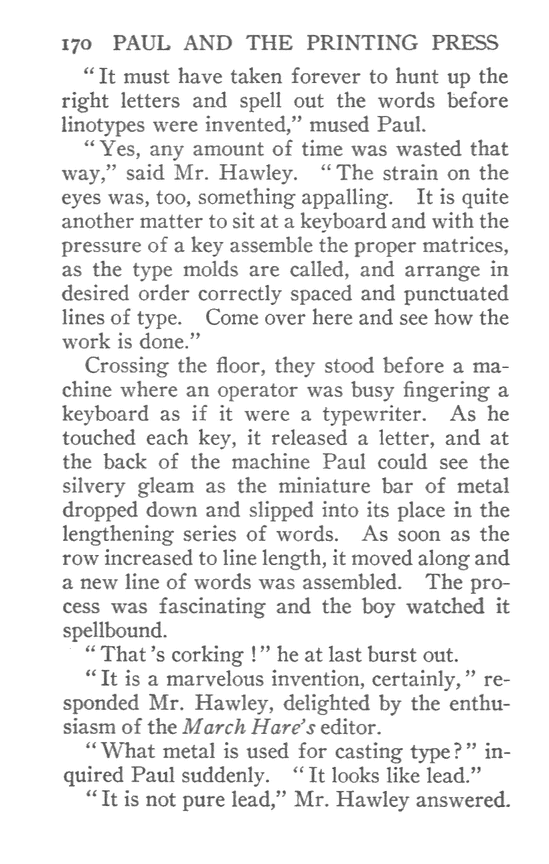 170 PAUL AND THE PRINTING PRESS
“It must have taken forever to hunt up the
right letters and spell out the words before
linotypes were invented,” mused Paul.
“Yes, any amount of time was wasted that
way,” said Mr. Hawley. “The strain on the
eyes was, too, something appalling. It is quite
another matter to sit at a keyboard and with the
pressure of a key assemble the proper matrices,
as the type molds are called, and arrange in
desired order correctly spaced and punctuated
lines of type. Come over here and see how the
work is done.”
Crossing the floor, they stood before a ma-
chine where an operator was busy fingering a
keyboard as if it were a typewriter. As he
touched each key, it released a letter, and at
the back of the machine Paul could see the
silvery gleam as the miniature bar of metal
dropped down and slipped into its place in the
lengthening series of words. As soon as the
row increased to line length, it moved along and
a new line of words was assembled. The pro-
cess was fascinating and the boy watched it
spellbound.
“That's corking!” he at last burst out.
“It is a marvelous invention, certainly,” re-
sponded Mr. Hawley, delighted by the enthu-
siasm of the March Hare's editor.
“What metal is used for casting type?” in-
quired Paul suddenly. “It looks like lead.”
“It is not pure lead,” Mr. Hawley answered.